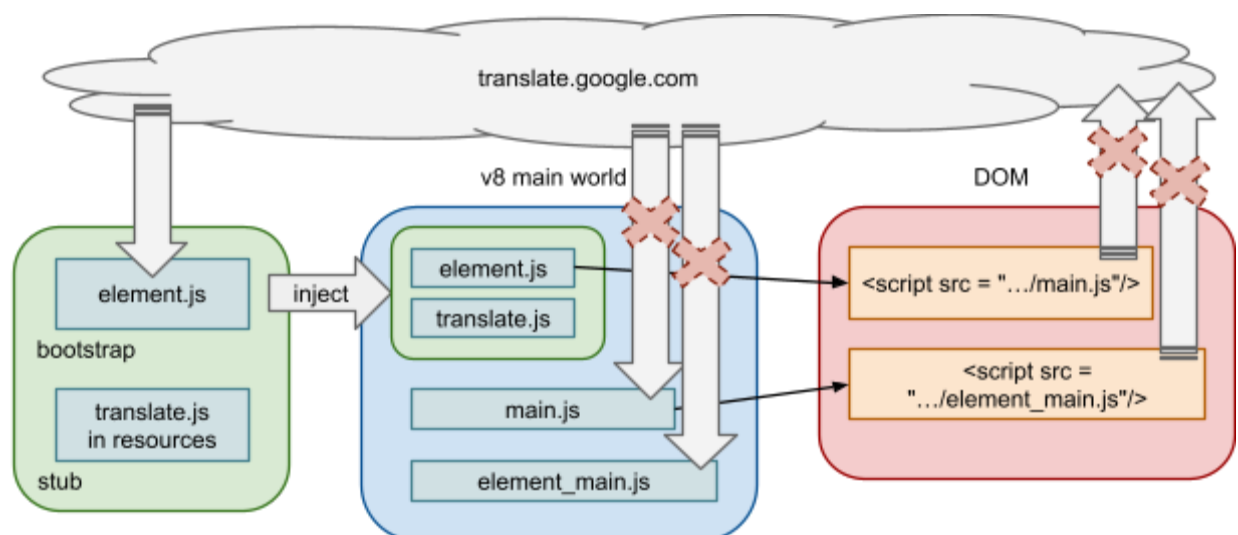 translate.google.com
v8 main world
DOM
element.js
bootstrap
translate.js
in resources
stub
inject
element.js
translate.js
main.js
element_main.js
<script src = "…/main.js"/>
<script src =
"…/element_main.js"/>